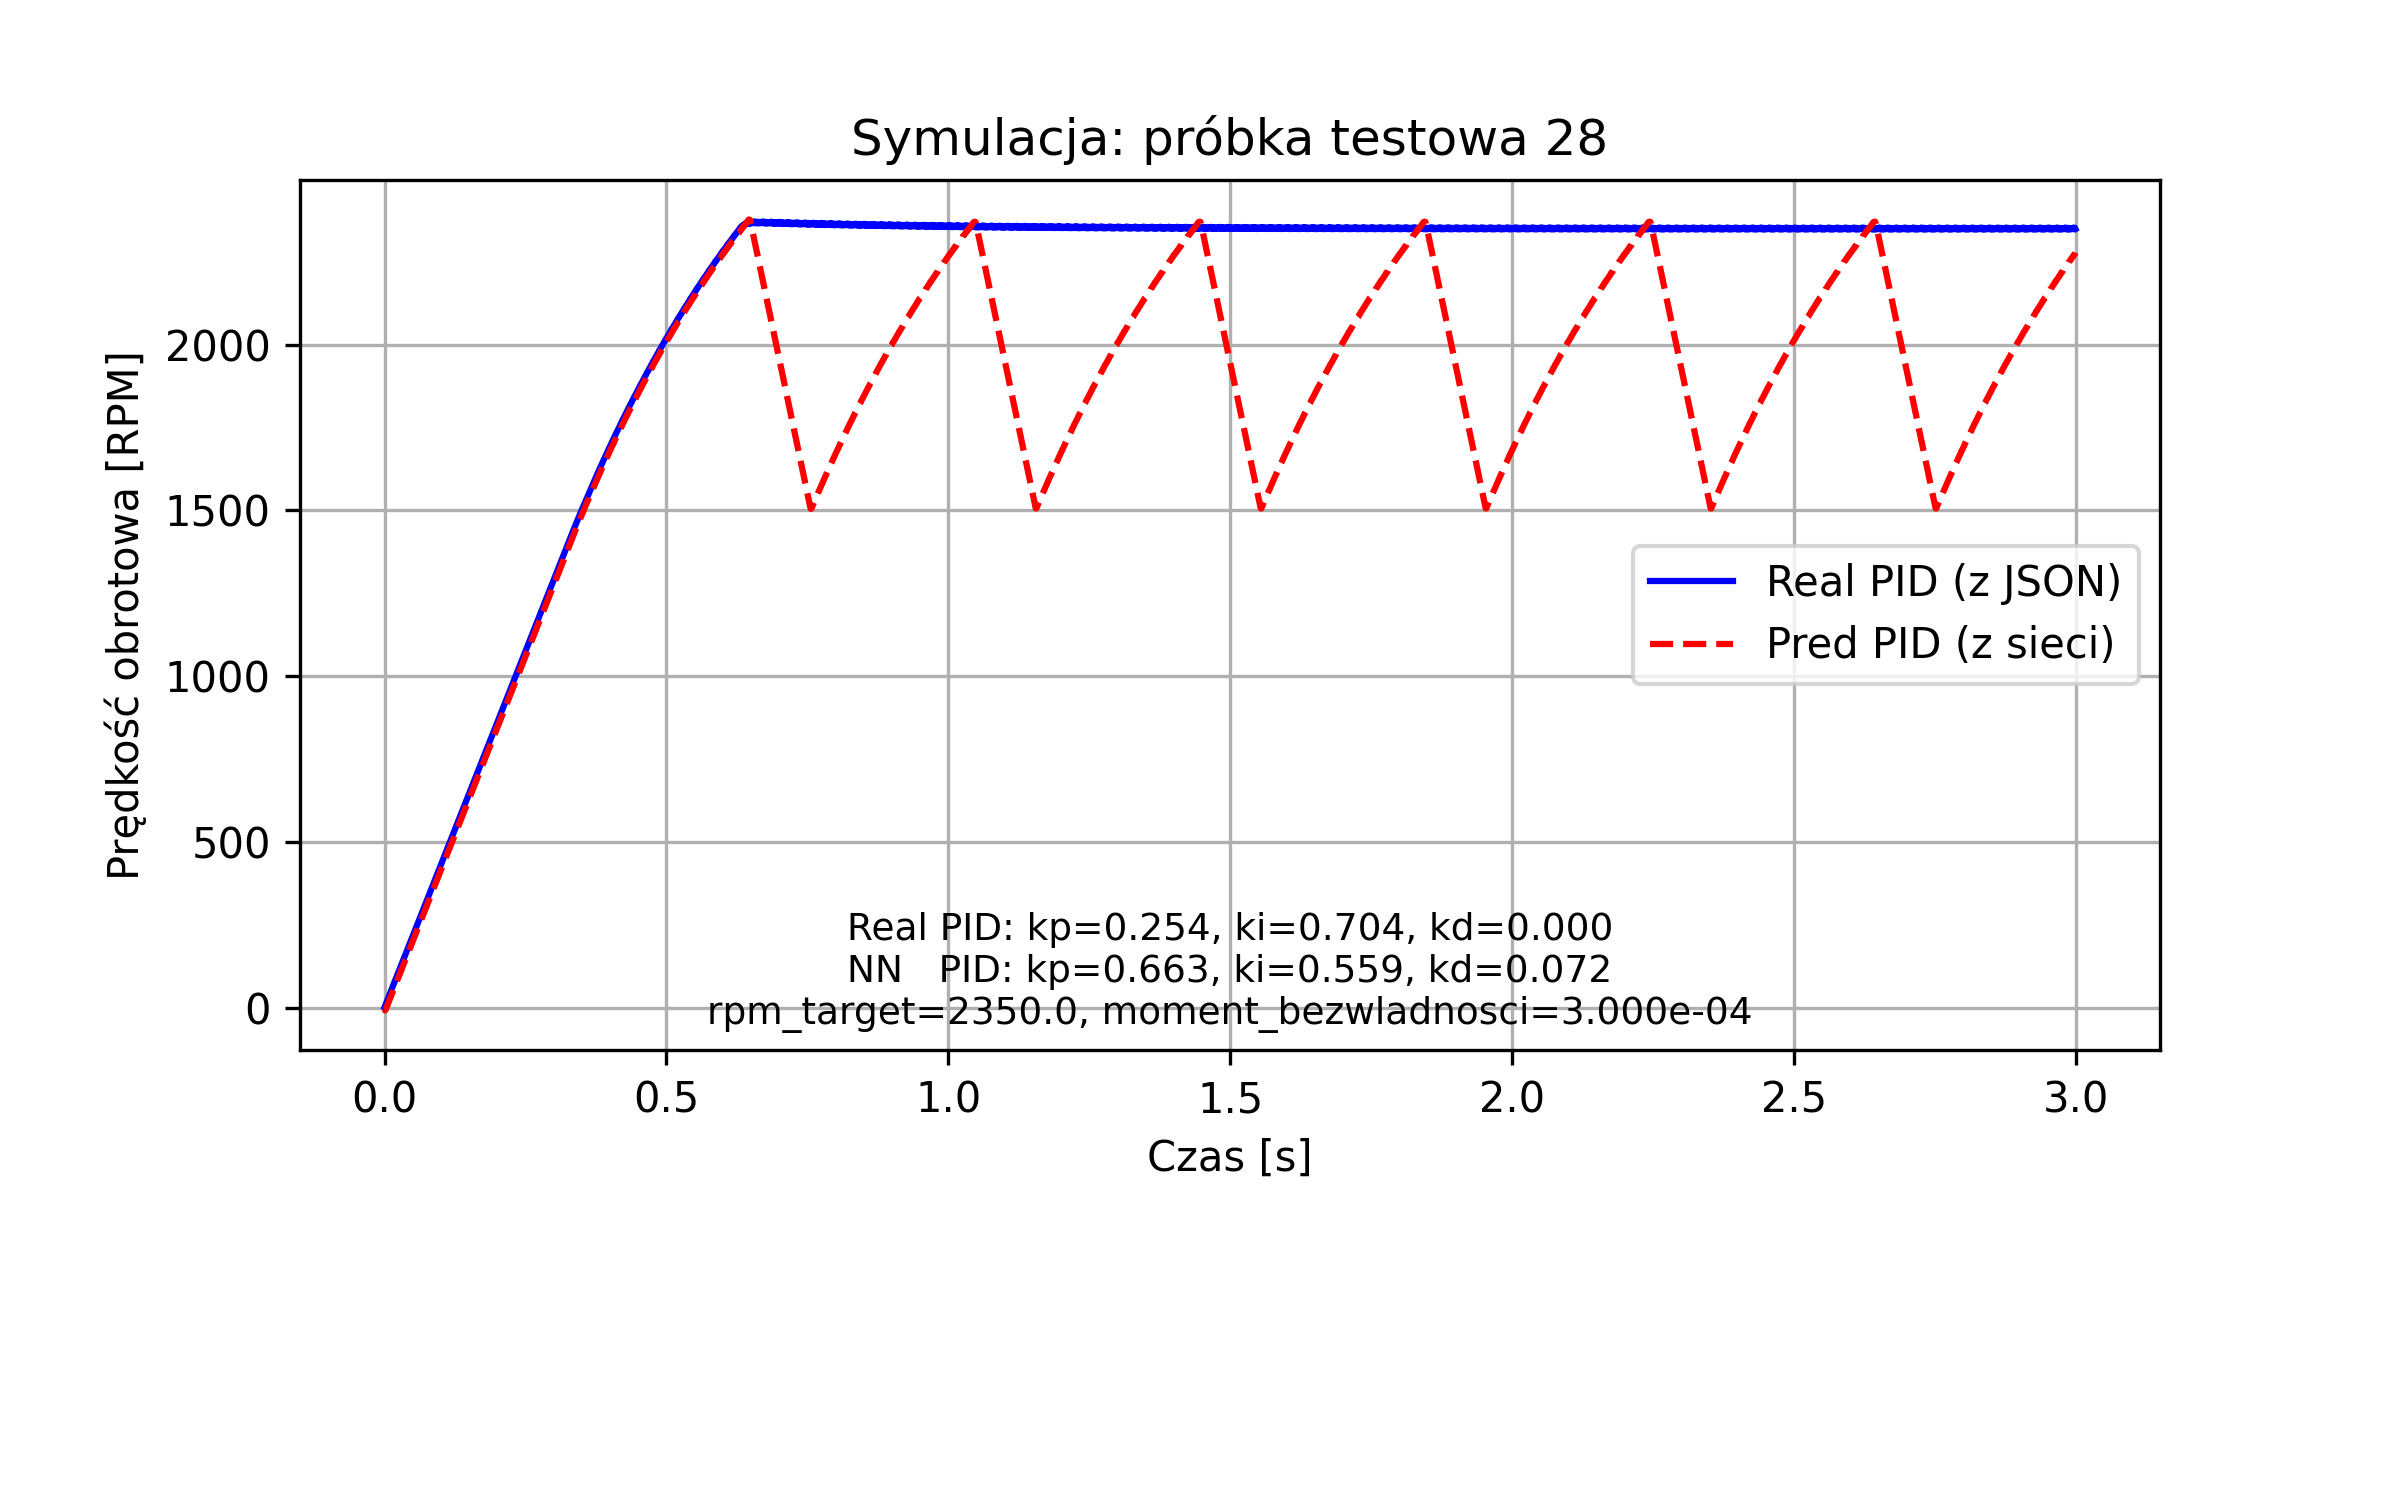 Symulacja: próbka testowa 28
Prędkość obrotowa [RPM]
2000
1500
1000
500
0
Real PID (z JSON)
Pred PID (z sieci)
Real PID: kp=0.254, ki=0.704, kd=0.000
NN   PID: kp=0.663, ki=0.559, kd=0.072
rpm_target=2350.0, moment_bezwladnosci=3.000e-04
0.0 0.5 1.0 1.5 2.0 2.5 3.0
Czas [s]